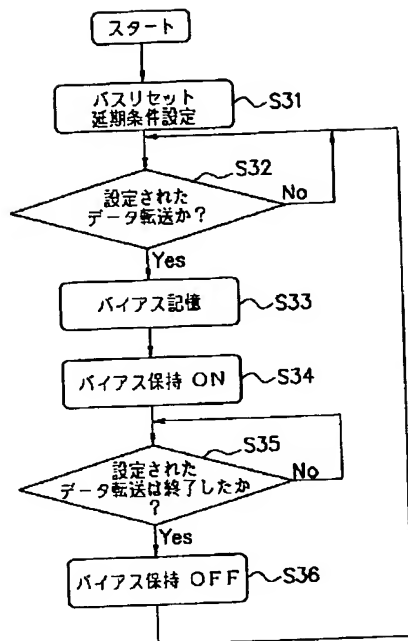 スタート
バスリセット
延期条件設定
S31
S32
設定された
データ転送か?
No
Yes
バイアス記憶
S33
バイアス保持 ON
S34
S35
設定された
データ転送は終了したか
?
No
Yes
バイアス保持 OFF
S36